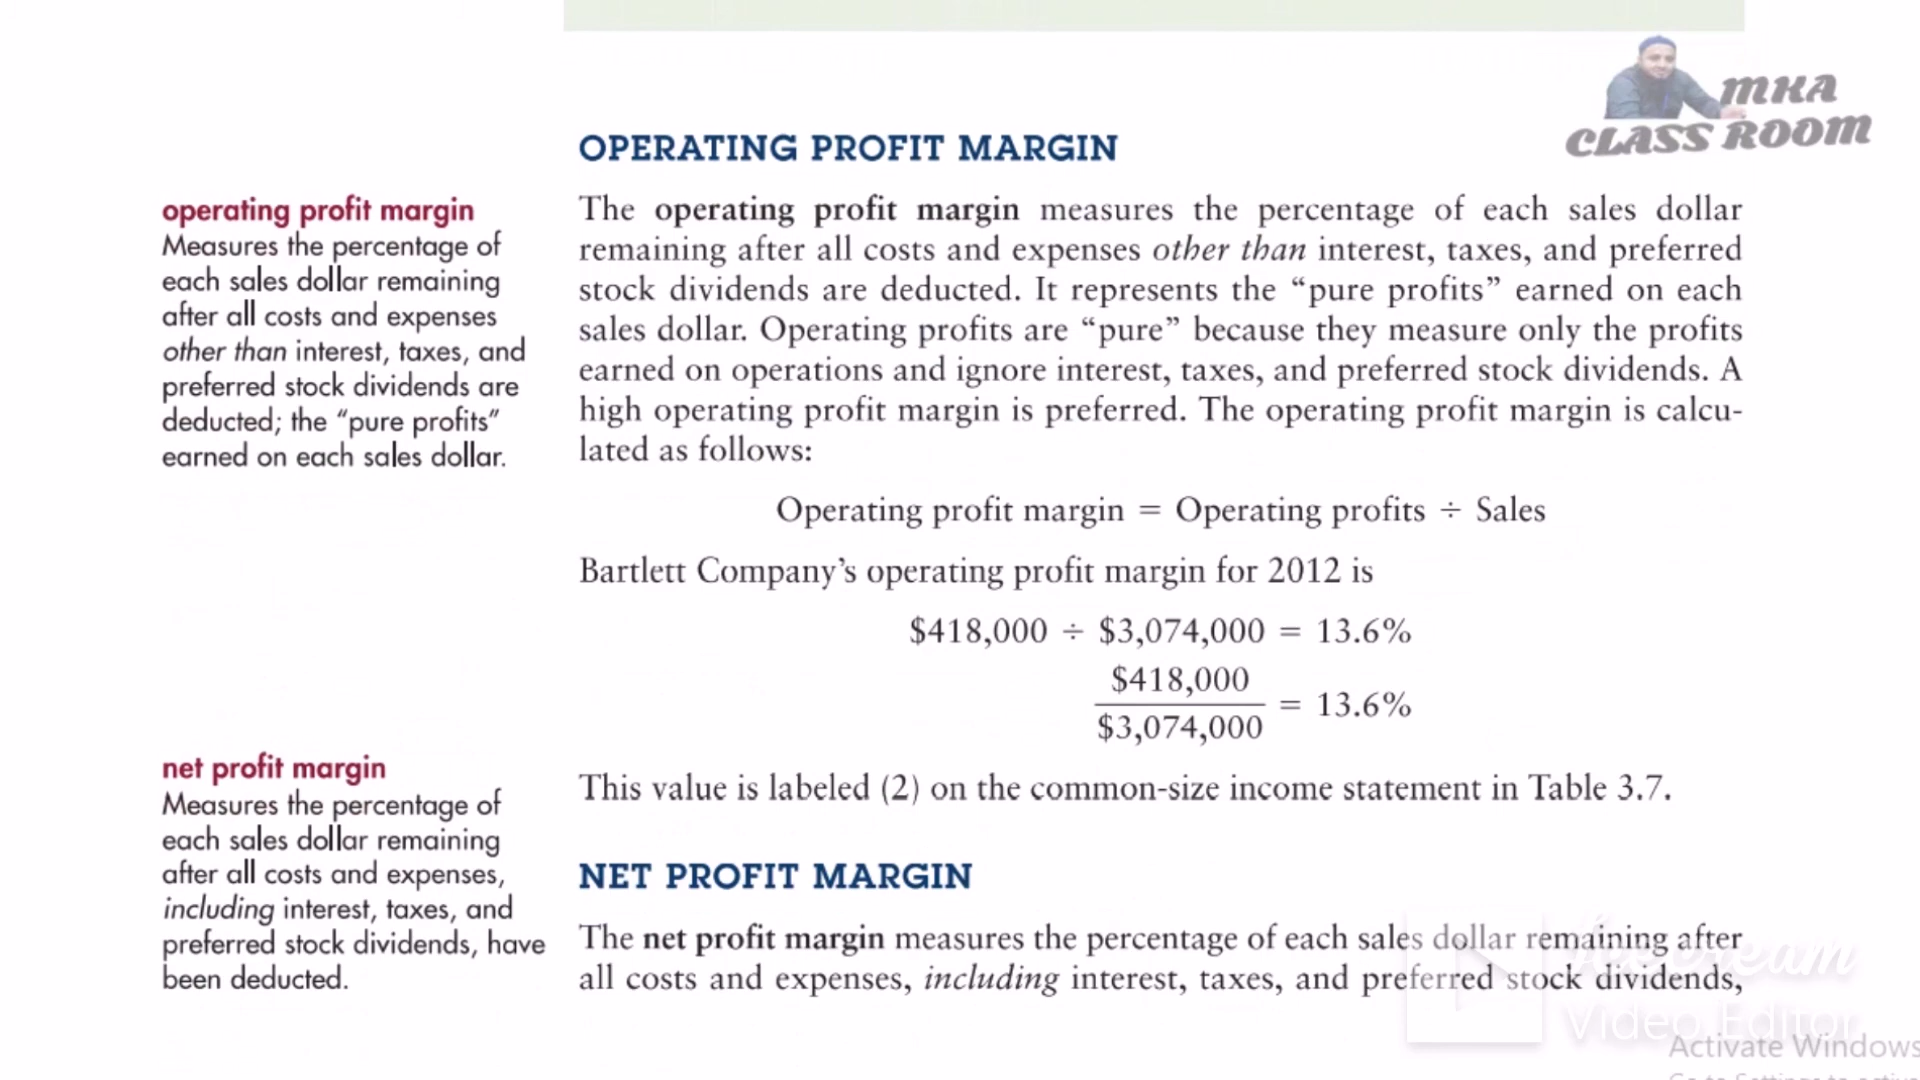 MKA
CLASS ROOM
OPERATING PROFIT MARGIN
operating profit margin
Measures the percentage of
each sales dollar remaining
after all costs and expenses
other than interest, taxes, and
preferred stock dividends are
deducted; the “pure profits”
earned on each sales dollar.
The operating profit margin measures the percentage of each sales dollar
remaining after all costs and expenses other than interest, taxes, and preferred
stock dividends are deducted. It represents the “pure profits” earned on each
sales dollar. Operating profits are “pure” because they measure only the profits
earned on operations and ignore interest, taxes, and preferred stock dividends. A
high operating profit margin is preferred. The operating profit margin is calcu-
lated as follows:
Operating profit margin = Operating profits ÷ Sales
Bartlett Company’s operating profit margin for 2012 is
$418,000 ÷ $3,074,000 = 13.6%
$418,000
$3,074,000 = 13.6%
This value is labeled (2) on the common-size income statement in Table 3.7.
net profit margin
Measures the percentage of
each sales dollar remaining
after all costs and expenses,
including interest, taxes, and
preferred stock dividends, have
been deducted.
NET PROFIT MARGIN
The net profit margin measures the percentage of each sales dollar remaining after
all costs and expenses, including interest, taxes, and preferred stock dividends,
Icecream
Video Editor
Activate Windows